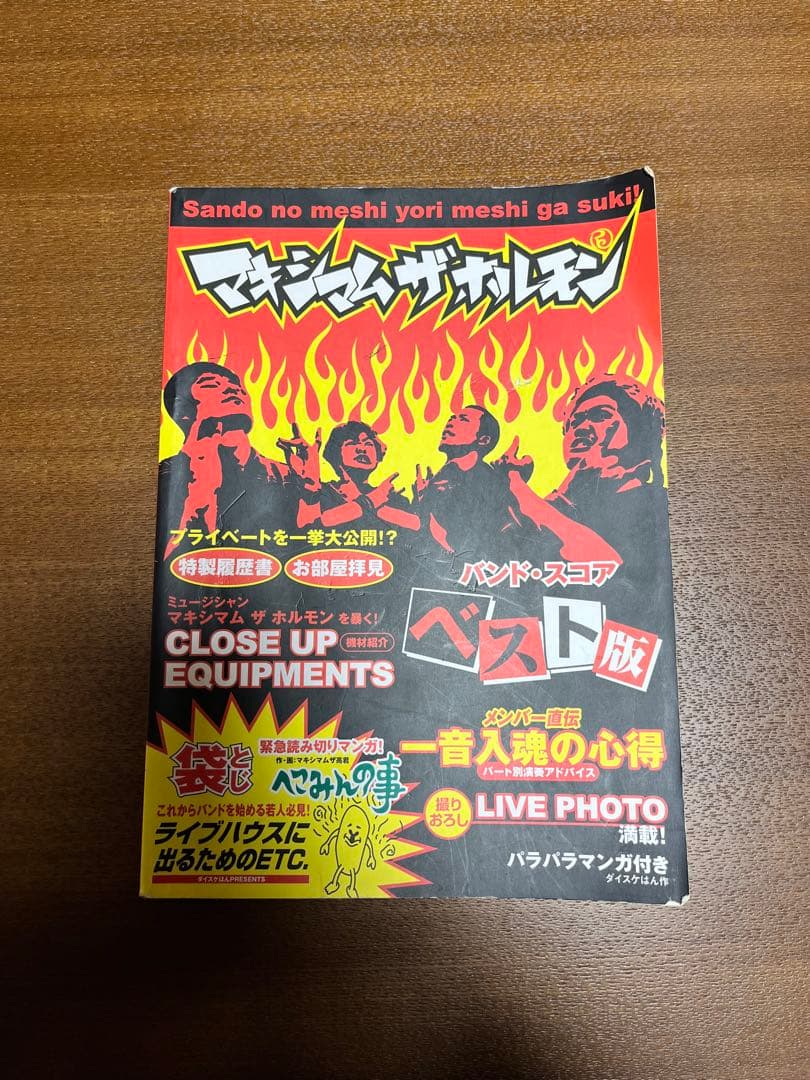 Sando no meshi yori meshi ga suki!
マキシマム ザ ホルモン
プライベートを一挙大公開!?
特製履歴書 お部屋拝見
ミュージシャン
マキシマム ザ ホルモン を暴く!
CLOSE UP 機材紹介
EQUIPMENTS
バンド・スコア
ベスト版
メンバー直伝
一音入魂の心得
パート別演奏アドバイス
撮りおろし LIVE PHOTO
満載!
パラパラマンガ付き
ダイスケはん作
袋とじ
緊急読み切りマンガ!
作・画:マキシマムザ亮君
へこみんの事
これからバンドを始める若人必見!
ライブハウスに
出るためのETC.
ダイスケはんPRESENTS